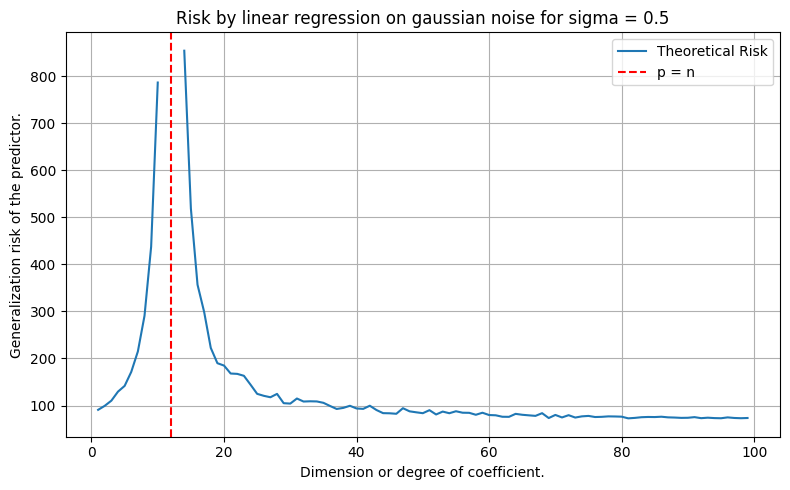 Risk by linear regression on gaussian noise for sigma = 0.5
Generalization risk of the predictor.
800
700
600
500
400
300
200
100
Theoretical Risk
p = n
0
20
40
60
80
100
Dimension or degree of coefficient.